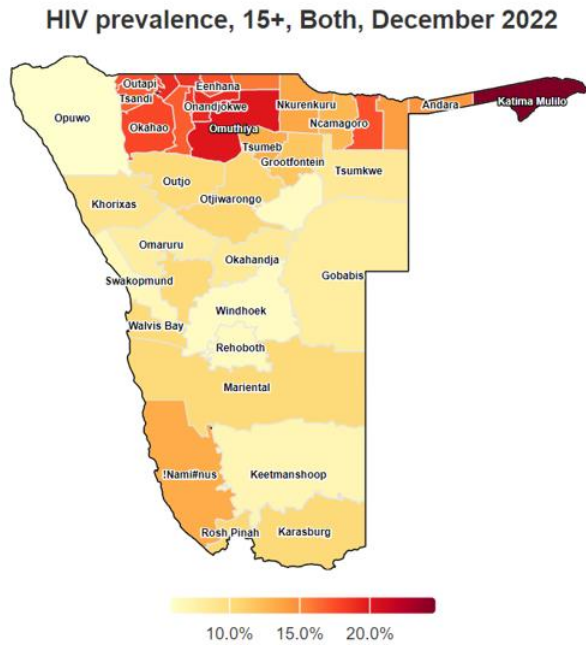 HIV prevalence, 15+, Both, December 2022
Outapi
Eenhana
Tsandi
Onandjokwe
Nkurenkuru
Andara
Katima Mulilo
Opuwo
Okahao
Omuthiya
Ncamagoro
Tsumeb
Grootfontein
Tsumkwe
Outjo
Otjiwarongo
Khorixas
Omaruru
Okahandja
Gobabis
Swakopmund
Windhoek
Walvis Bay
Rehoboth
Mariental
!Nami#nus
Keetmanshoop
Rosh Pinah
Karasburg
10.0% 15.0% 20.0%